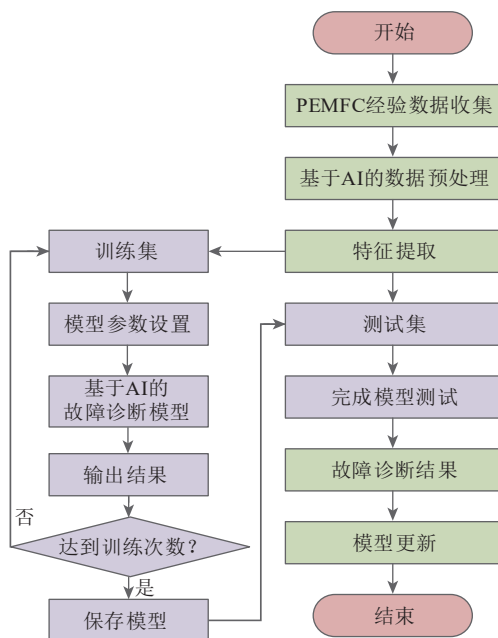 开始
PEMFC经验数据收集
基于AI的数据预处理
特征提取
训练集
模型参数设置
基于AI的
故障诊断模型
输出结果
达到训练次数?
否
是
保存模型
测试集
完成模型测试
故障诊断结果
模型更新
结束